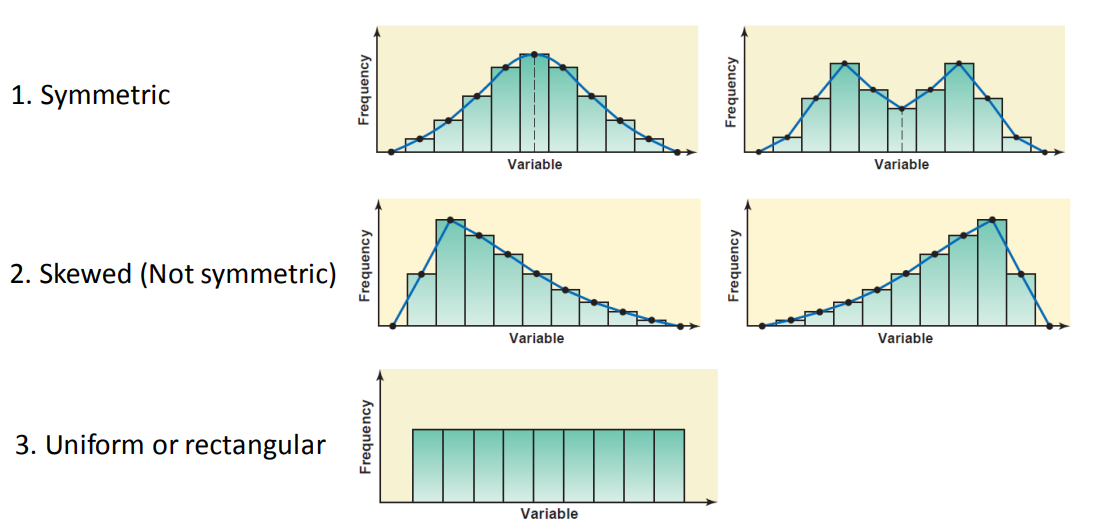 1. Symmetric
Frequency
Variable
Frequency
Variable
2. Skewed (Not symmetric)
Frequency
Variable
Frequency
Variable
3. Uniform or rectangular
Frequency
Variable